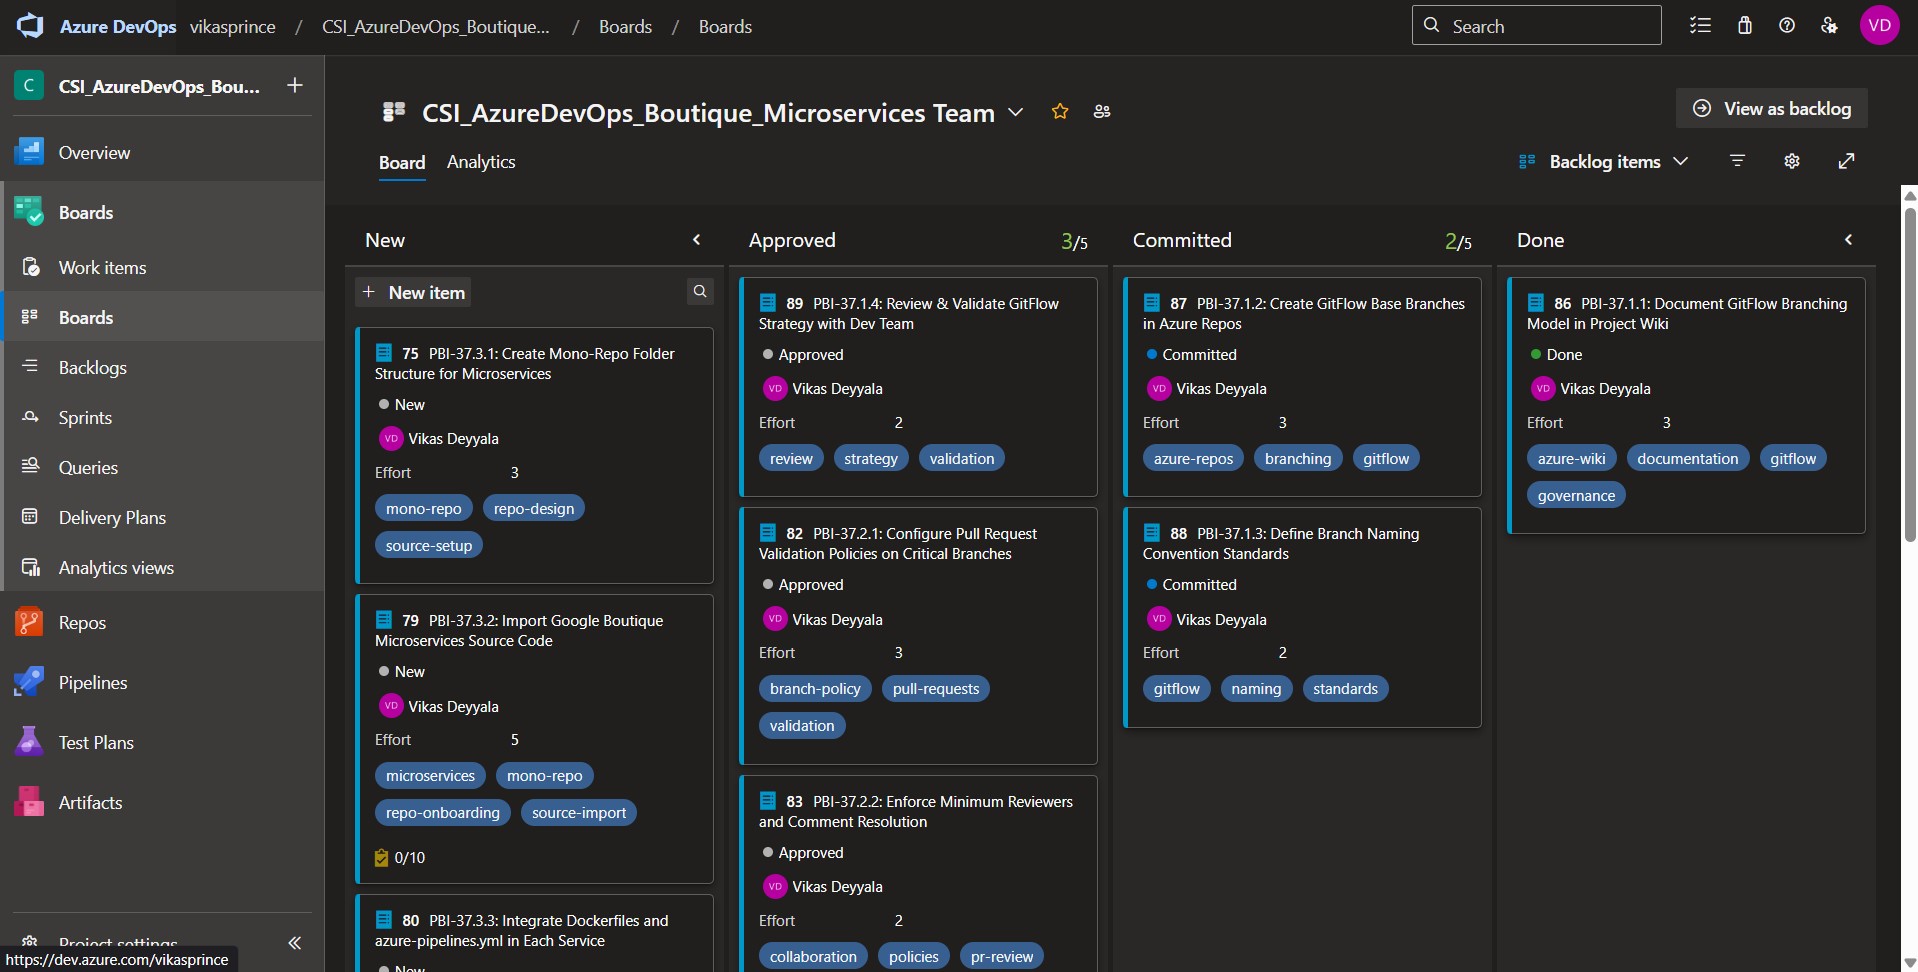 Azure DevOps vikasprince / CSI_AzureDevOps_Boutique... / Boards / Boards
Search
VD
C CSI_AzureDevOps_Bou...
Overview
Boards
Work items
Boards
Backlogs
Sprints
Queries
Delivery Plans
Analytics views
Repos
Pipelines
Test Plans
Artifacts
Project settings
https://dev.azure.com/vikasprince
CSI_AzureDevOps_Boutique_Microservices Team
View as backlog
Board Analytics
Backlog items
New
New item
75 PBI-37.3.1: Create Mono-Repo Folder
Structure for Microservices
New
VD Vikas Deyyala
Effort 3
mono-repo repo-design
source-setup
79 PBI-37.3.2: Import Google Boutique
Microservices Source Code
New
VD Vikas Deyyala
Effort 5
microservices mono-repo
repo-onboarding source-import
0/10
80 PBI-37.3.3: Integrate Dockerfiles and
azure-pipelines.yml in Each Service
New
Approved 3/5
89 PBI-37.1.4: Review & Validate GitFlow
Strategy with Dev Team
Approved
VD Vikas Deyyala
Effort 2
review strategy validation
82 PBI-37.2.1: Configure Pull Request
Validation Policies on Critical Branches
Approved
VD Vikas Deyyala
Effort 3
branch-policy pull-requests
validation
83 PBI-37.2.2: Enforce Minimum Reviewers
and Comment Resolution
Approved
VD Vikas Deyyala
Effort 2
collaboration policies pr-review
Committed 2/5
87 PBI-37.1.2: Create GitFlow Base Branches
in Azure Repos
Committed
VD Vikas Deyyala
Effort 3
azure-repos branching gitflow
88 PBI-37.1.3: Define Branch Naming
Convention Standards
Committed
VD Vikas Deyyala
Effort 2
gitflow naming standards
Done
86 PBI-37.1.1: Document GitFlow Branching
Model in Project Wiki
Done
VD Vikas Deyyala
Effort 3
azure-wiki documentation gitflow
governance